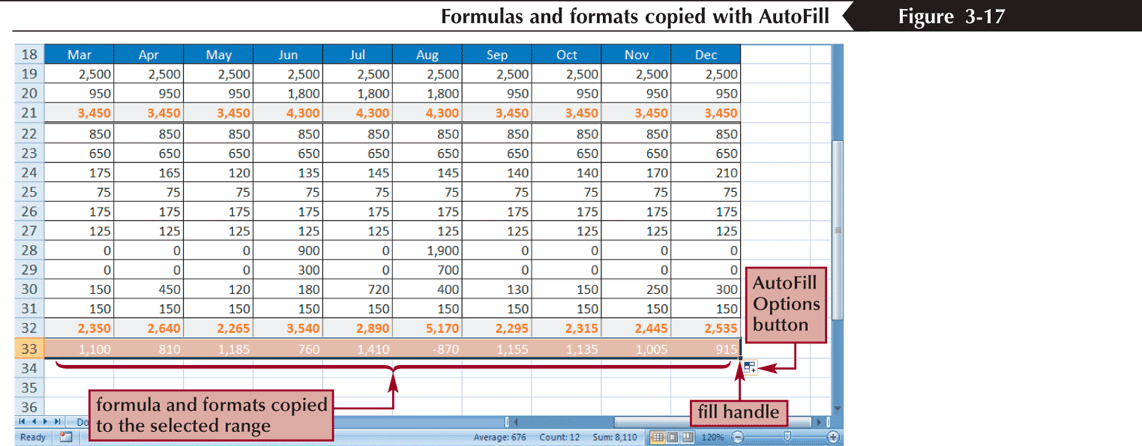 Formulas and formats copied with AutoFill Figure 3-17
18 Mar Apr May Jun Jul Aug Sep Oct Nov Dec
19 2,500 2,500 2,500 2,500 2,500 2,500 2,500 2,500 2,500 2,500
20 950 950 950 1,800 1,800 1,800 950 950 950 950
21 3,450 3,450 3,450 4,300 4,300 4,300 3,450 3,450 3,450 3,450
22 850 850 850 850 850 850 850 850 850 850
23 650 650 650 650 650 650 650 650 650 650
24 175 165 120 135 145 145 140 140 170 210
25 75 75 75 75 75 75 75 75 75 75
26 175 175 175 175 175 175 175 175 175 175
27 125 125 125 125 125 125 125 125 125 125
28 0 0 0 900 0 1,900 0 0 0 0
29 0 0 0 300 0 700 0 0 0 0
30 150 450 120 180 720 400 130 150 250 300
31 150 150 150 150 150 150 150 150 150 150
32 2,350 2,640 2,265 3,540 2,890 5,170 2,295 2,315 2,445 2,535
33 1,100 810 1,185 760 1,410 -870 1,155 1,135 1,005 915
AutoFill
Options
button
34
35
36
formula and formats copied
to the selected range
fill handle
Do
Ready Average: 676 Count: 12 Sum: 8,110 120%